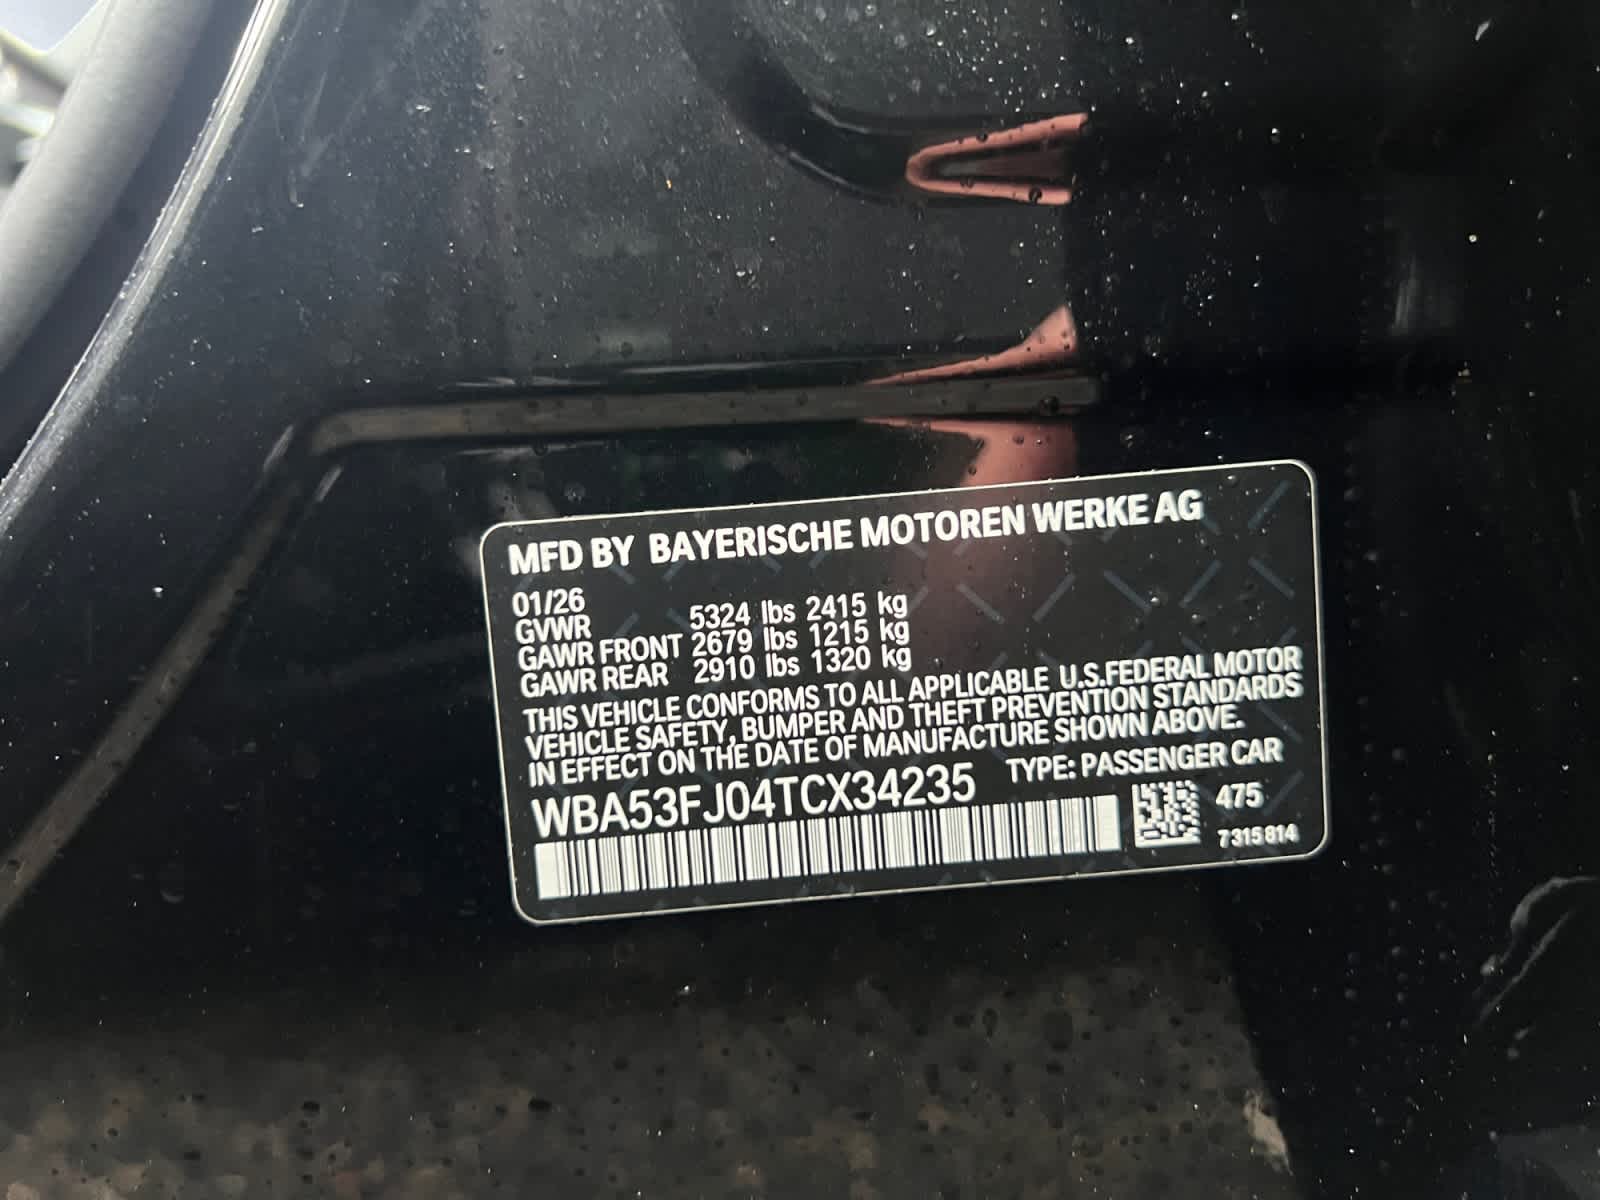 MFD BY BAYERISCHE MOTOREN WERKE AG
01/26
GVWR 5324 lbs 2415 kg
GAWR FRONT 2679 lbs 1215 kg
GAWR REAR 2910 lbs 1320 kg
THIS VEHICLE CONFORMS TO ALL APPLICABLE U.S.FEDERAL MOTOR
VEHICLE SAFETY, BUMPER AND THEFT PREVENTION STANDARDS
IN EFFECT ON THE DATE OF MANUFACTURE SHOWN ABOVE.
WBA53FJ04TCX34235 TYPE: PASSENGER CAR
475
7315814